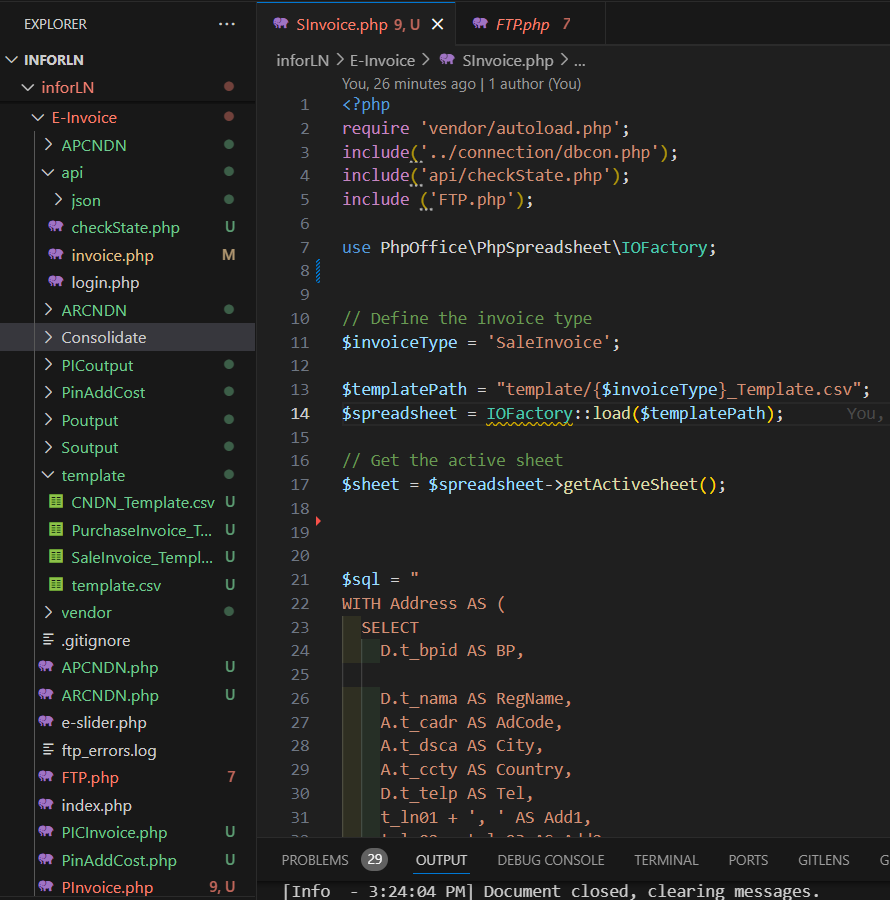 EXPLORER ...
INFORLN
inforLN
E-Invoice
APCNDN
api
json
checkState.php U
invoice.php M
login.php
ARCNDN
Consolidate
PICoutput
PinAddCost
Poutput
Soutput
template
CNDN_Template.csv U
PurchaseInvoice_T... U
SaleInvoice_Templ... U
template.csv U
vendor
.gitignore
APCNDN.php U
ARCNDN.php U
e-slider.php
ftp_errors.log
FTP.php 7
index.php
PICInvoice.php U
PinAddCost.php U
PInvoice.php 9, U
SInvoice.php 9, U FTP.php 7
inforLN > E-Invoice > SInvoice.php > ...
You, 26 minutes ago | 1 author (You)
1 <?php
2 require 'vendor/autoload.php';
3 include('../connection/dbcon.php');
4 include('api/checkState.php');
5 include ('FTP.php');
6
7 use PhpOffice\PhpSpreadsheet\IOFactory;
8
9
10 // Define the invoice type
11 $invoiceType = 'SaleInvoice';
12
13 $templatePath = "template/{$invoiceType}_Template.csv";
14 $spreadsheet = IOFactory::load($templatePath); You,
15
16 // Get the active sheet
17 $sheet = $spreadsheet->getActiveSheet();
18
19
20
21 $sql = "
22 WITH Address AS (
23 SELECT
24 D.t_bpid AS BP,
25
26 D.t_nama AS RegName,
27 A.t_cadr AS AdCode,
28 A.t_dsca AS City,
29 A.t_ccty AS Country,
30 D.t_telp AS Tel,
31 t_ln01 + ', ' AS Add1,
PROBLEMS 29 OUTPUT DEBUG CONSOLE TERMINAL PORTS GITLENS G
[Info - 3:24:04 PM] Document closed, clearing messages.